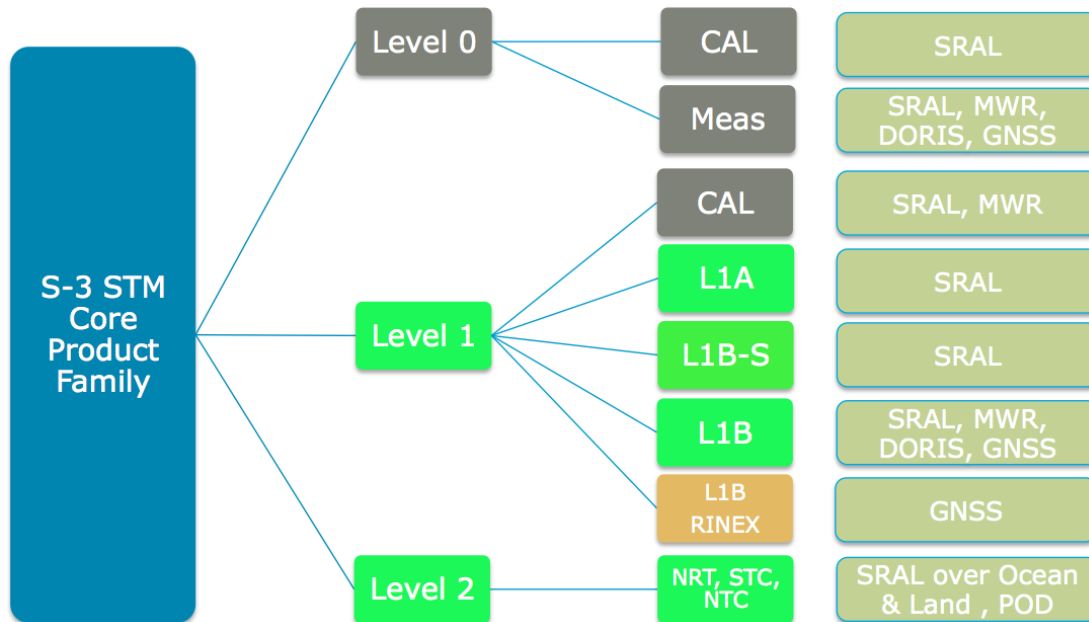 S-3 STM
Core
Product
Family
Level 0
CAL
SRAL
Meas
SRAL, MWR,
DORIS, GNSS
Level 1
CAL
SRAL, MWR
L1A
SRAL
L1B-S
SRAL
L1B
SRAL, MWR,
DORIS, GNSS
L1B
RINEX
GNSS
Level 2
NRT, STC,
NTC
SRAL over Ocean
& Land , POD